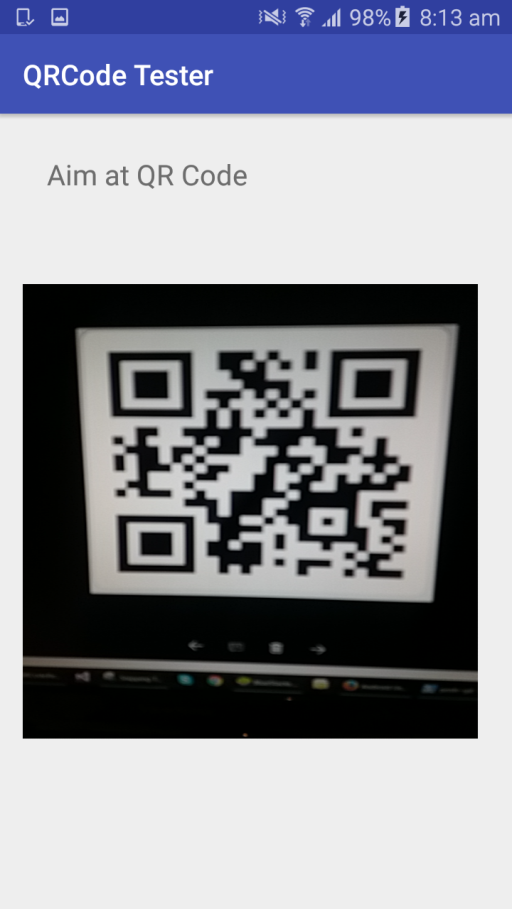 98% 8:13 am
QRCode Tester
Aim at QR Code